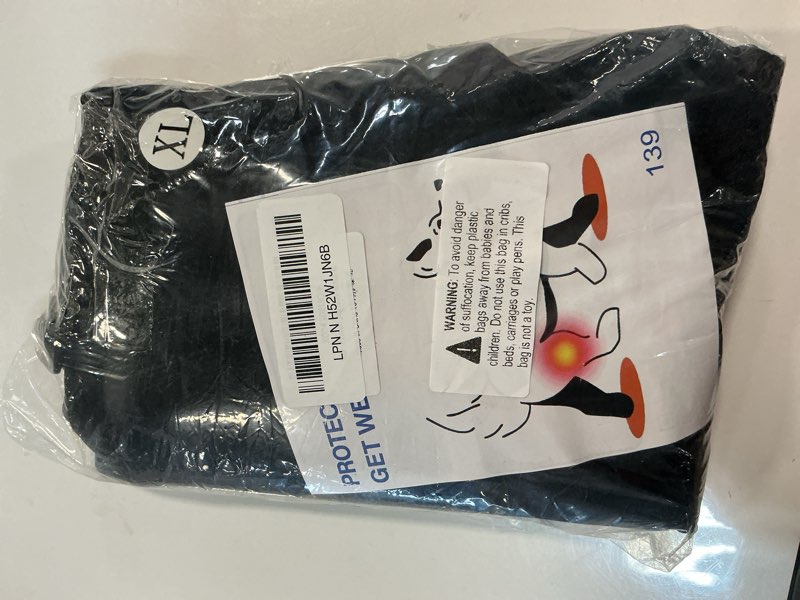 XL
139
LPN N H52W1JN6B
WARNING: To avoid danger
of suffocation, keep plastic
bags away from babies and
children. Do not use this bag in cribs,
beds, carriages or play pens. This
bag is not a toy.
PROTEC
GET WE